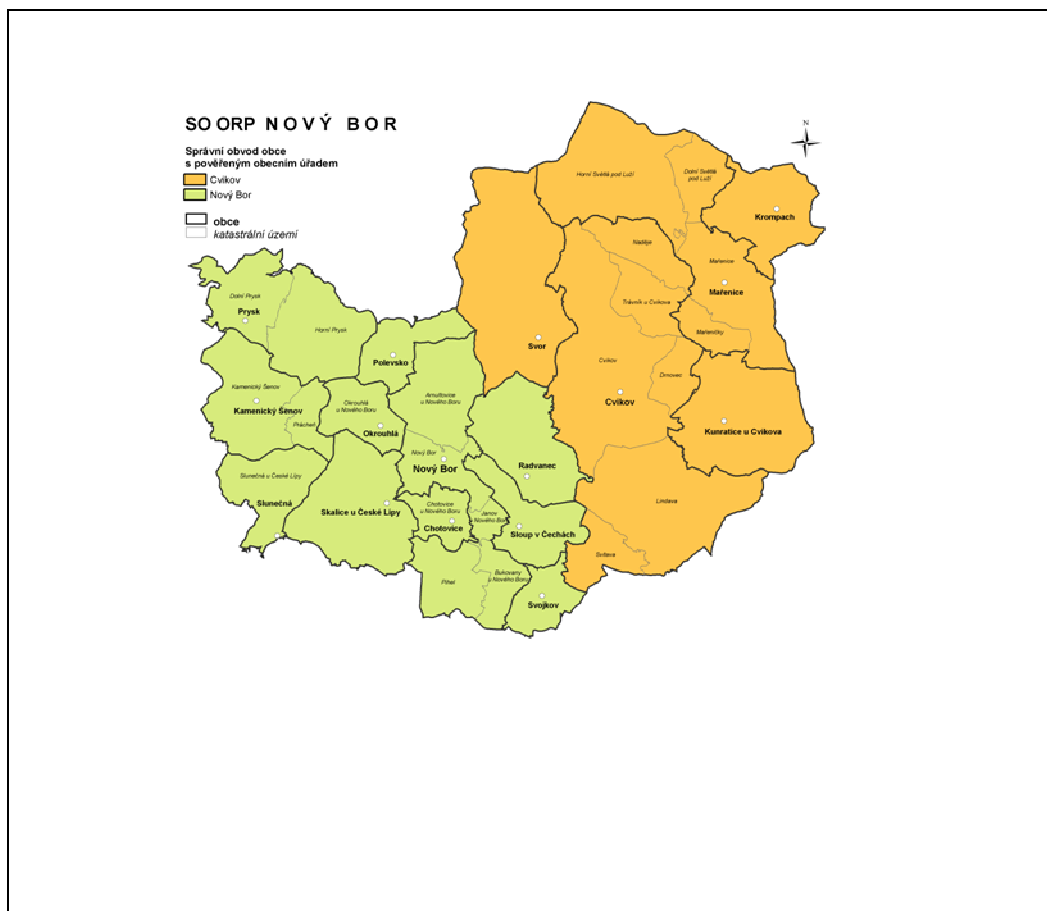 SO ORP NOVÝ BOR
Správní obvod obce
s pověřeným obecním úřadem
Cvikov
Nový Bor
obce
katastrální území
N
Horní Světlá pod Luží
Dolní Světlá
pod Luží
Krompach
Naděje
Mařenice
Mařenice
Trávník u Cvikova
Mařeničky
Dolní Prysk
Prysk
Horní Prysk
Svor
Polevsko
Cvikov
Drnovec
Cvikov
Kamenický Šenov
Kamenický Šenov
Prácheň
Okrouhlá
u Nového Boru
Okrouhlá
Arnultovice
u Nového Boru
Kunratice u Cvikova
Nový Bor
Nový Bor
Radvanec
Slunečná u České Lípy
Slunečná
Skalice u České Lípy
Chotovice
u Nového Boru
Chotovice
Janov
u Nového Boru
Sloup v Čechách
Lindava
Svitava
Pihel
Bukovany
u Nového Boru
Svojkov